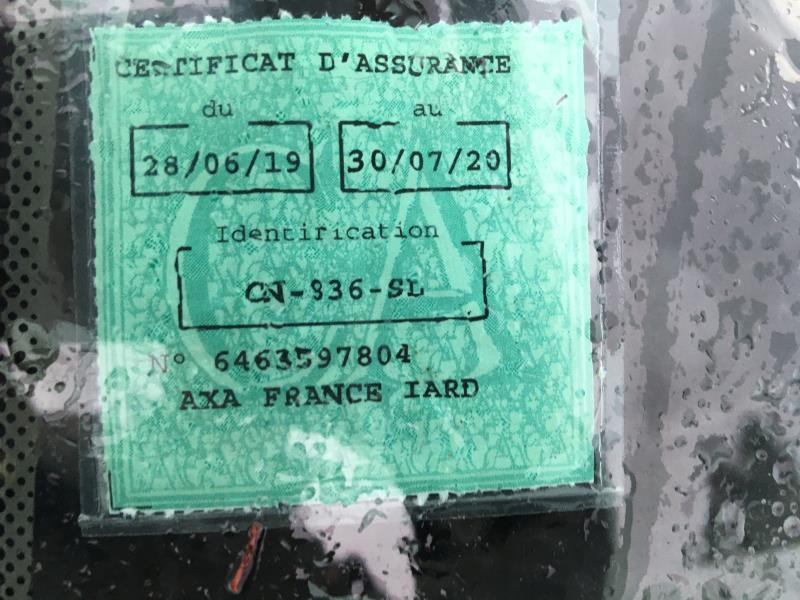 CERTIFICAT D'ASSURANCE
du au
28/06/19 30/07/20
Identification
CN-836-SL
N° 6463597804
AXA FRANCE IARD